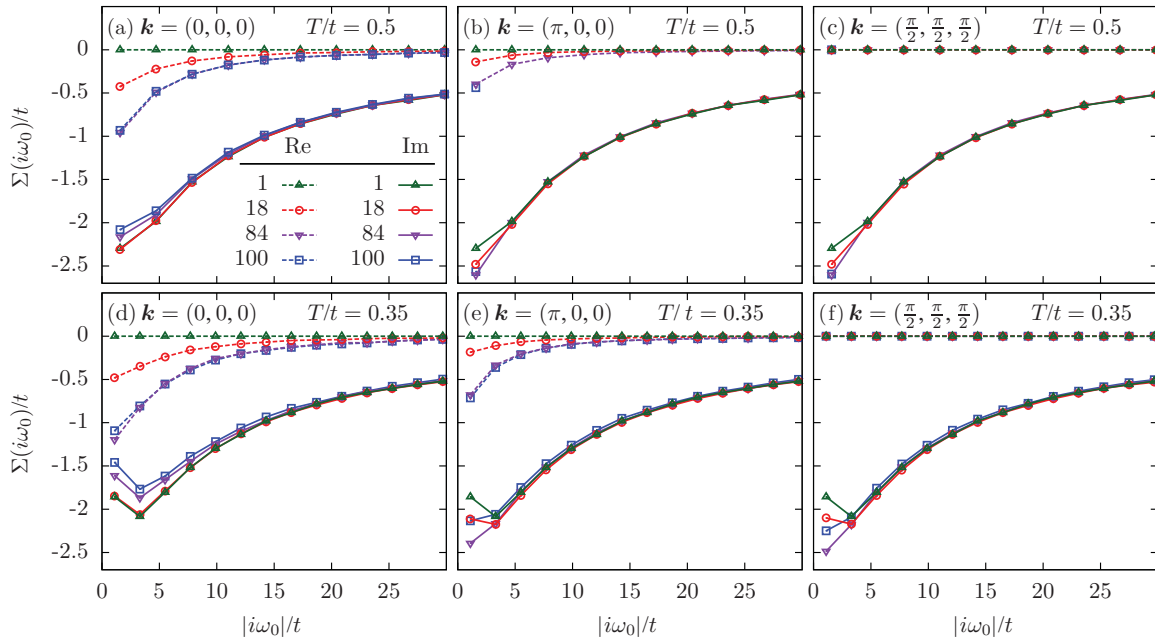 (a) k = (0, 0, 0) T/t = 0.5
(b) k = (π, 0, 0) T/t = 0.5
(c) k = (π/2, π/2, π/2) T/t = 0.5
0
-0.5
-1
-1.5
-2
-2.5
Σ(iω₀)/t
Re Im
1 1
18 18
84 84
100 100
(d) k = (0, 0, 0) T/t = 0.35
(e) k = (π, 0, 0) T/t = 0.35
(f) k = (π/2, π/2, π/2) T/t = 0.35
0
-0.5
-1
-1.5
-2
-2.5
Σ(iω₀)/t
0 5 10 15 20 25
0 5 10 15 20 25
0 5 10 15 20 25 30
|iω₀|/t
|iω₀|/t
|iω₀|/t